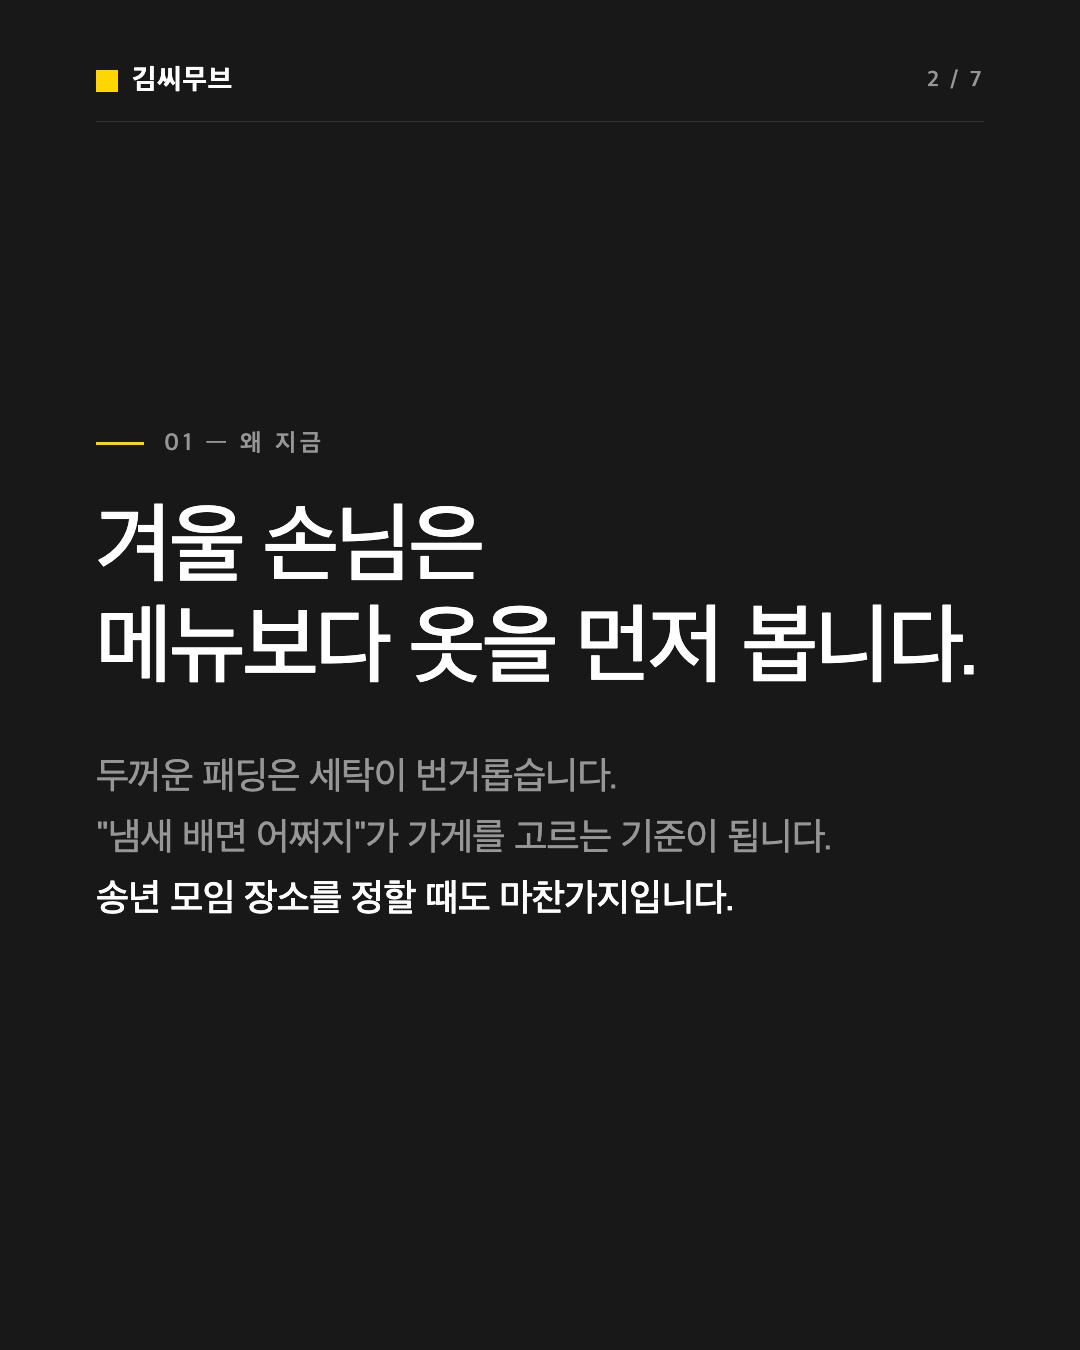 김씨무브
2 / 7
01 — 왜 지금
겨울 손님은
메뉴보다 옷을 먼저 봅니다.
두꺼운 패딩은 세탁이 번거롭습니다.
"냄새 배면 어쩌지"가 가게를 고르는 기준이 됩니다.
송년 모임 장소를 정할 때도 마찬가지입니다.